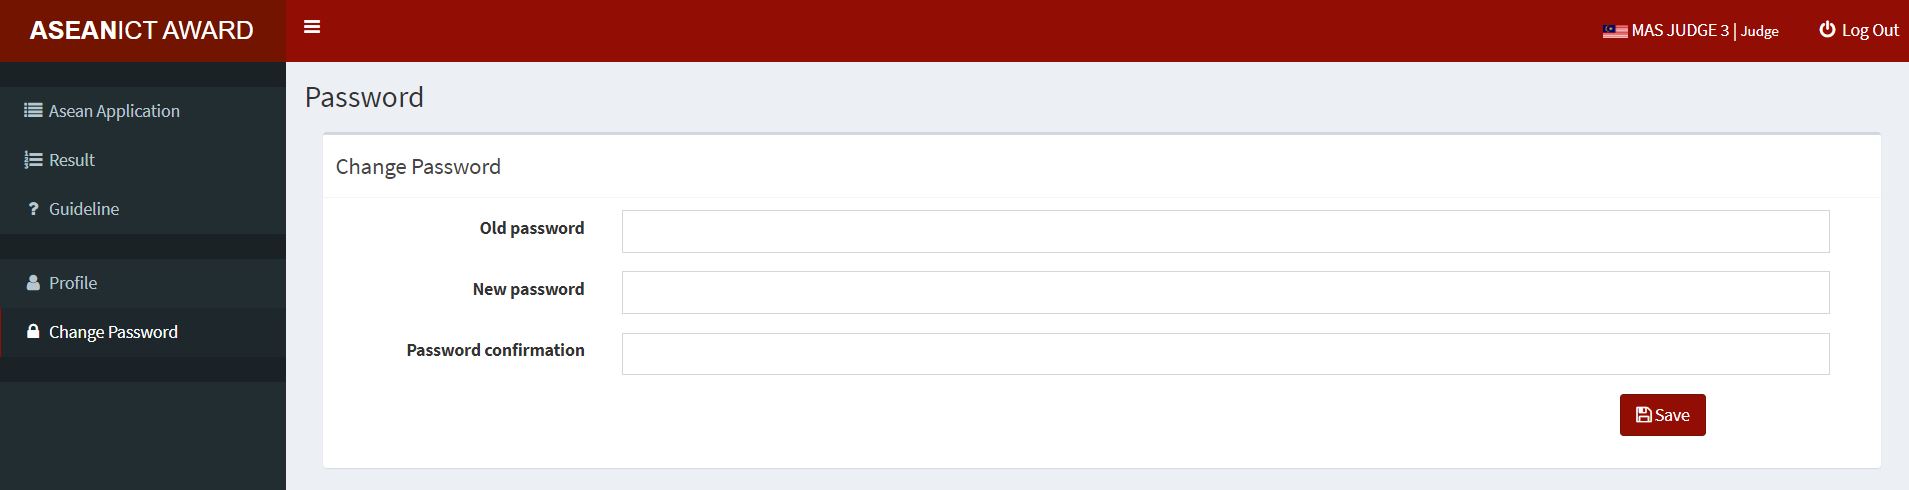 ASEANICT AWARD
MAS JUDGE 3 | Judge
Log Out
Asean Application
Result
? Guideline
Profile
Change Password
Password
Change Password
Old password
New password
Password confirmation
Save